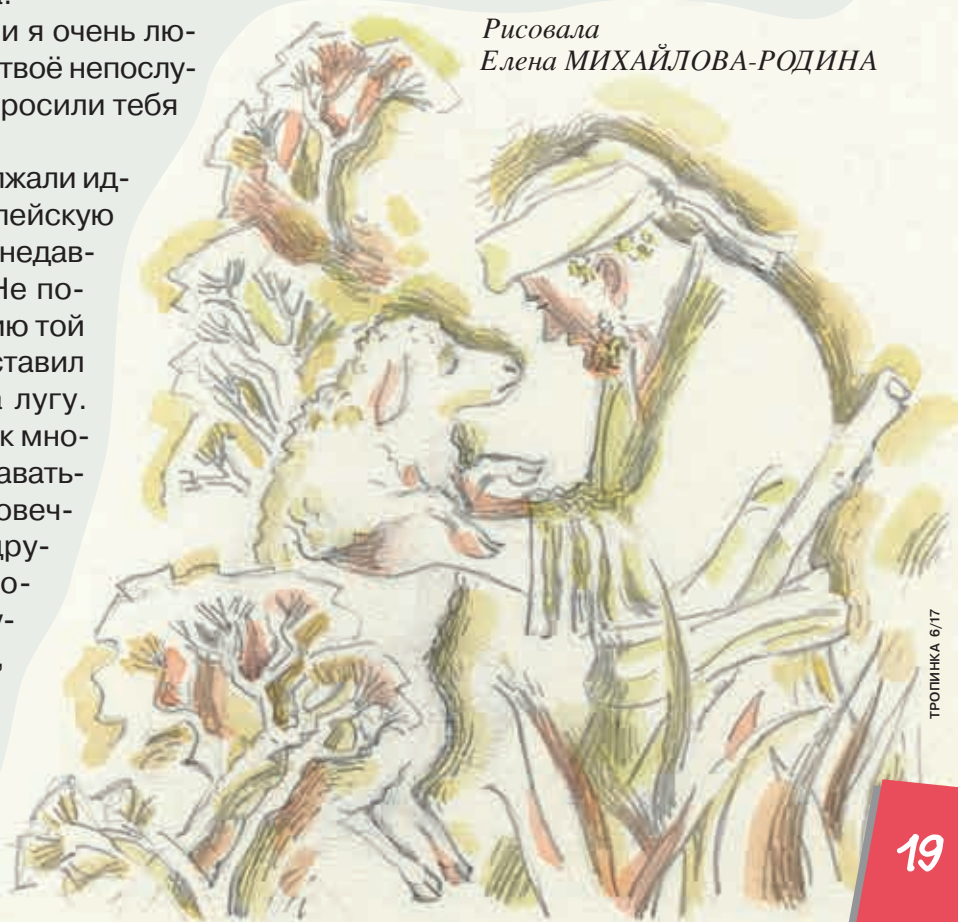 и я очень лю-
твоё непослу-
росили тебя
жали ид-
лейскую
недав-
Не по-
ию той
ставил
лугу.
к мно-
авать-
овеч-
дру-
о-
у-
,
Рисовала
Елена МИХАЙЛОВА-РОДИНА
ТРОПИНКА 6/17
19